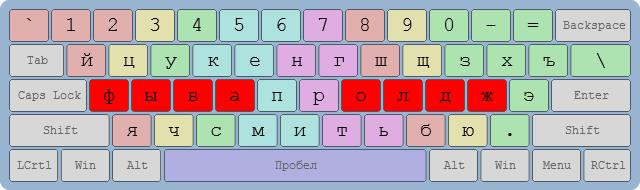 ` 1 2 3 4 5 6 7 8 9 0 - = Backspace
Tab й ц у к е н г ш щ з х ъ \
Caps Lock ф ы в а п р о л д ж э Enter
Shift я ч с м и т ь б ю . Shift
LCrtl Win Alt Пробел Alt Win Menu RCtrl